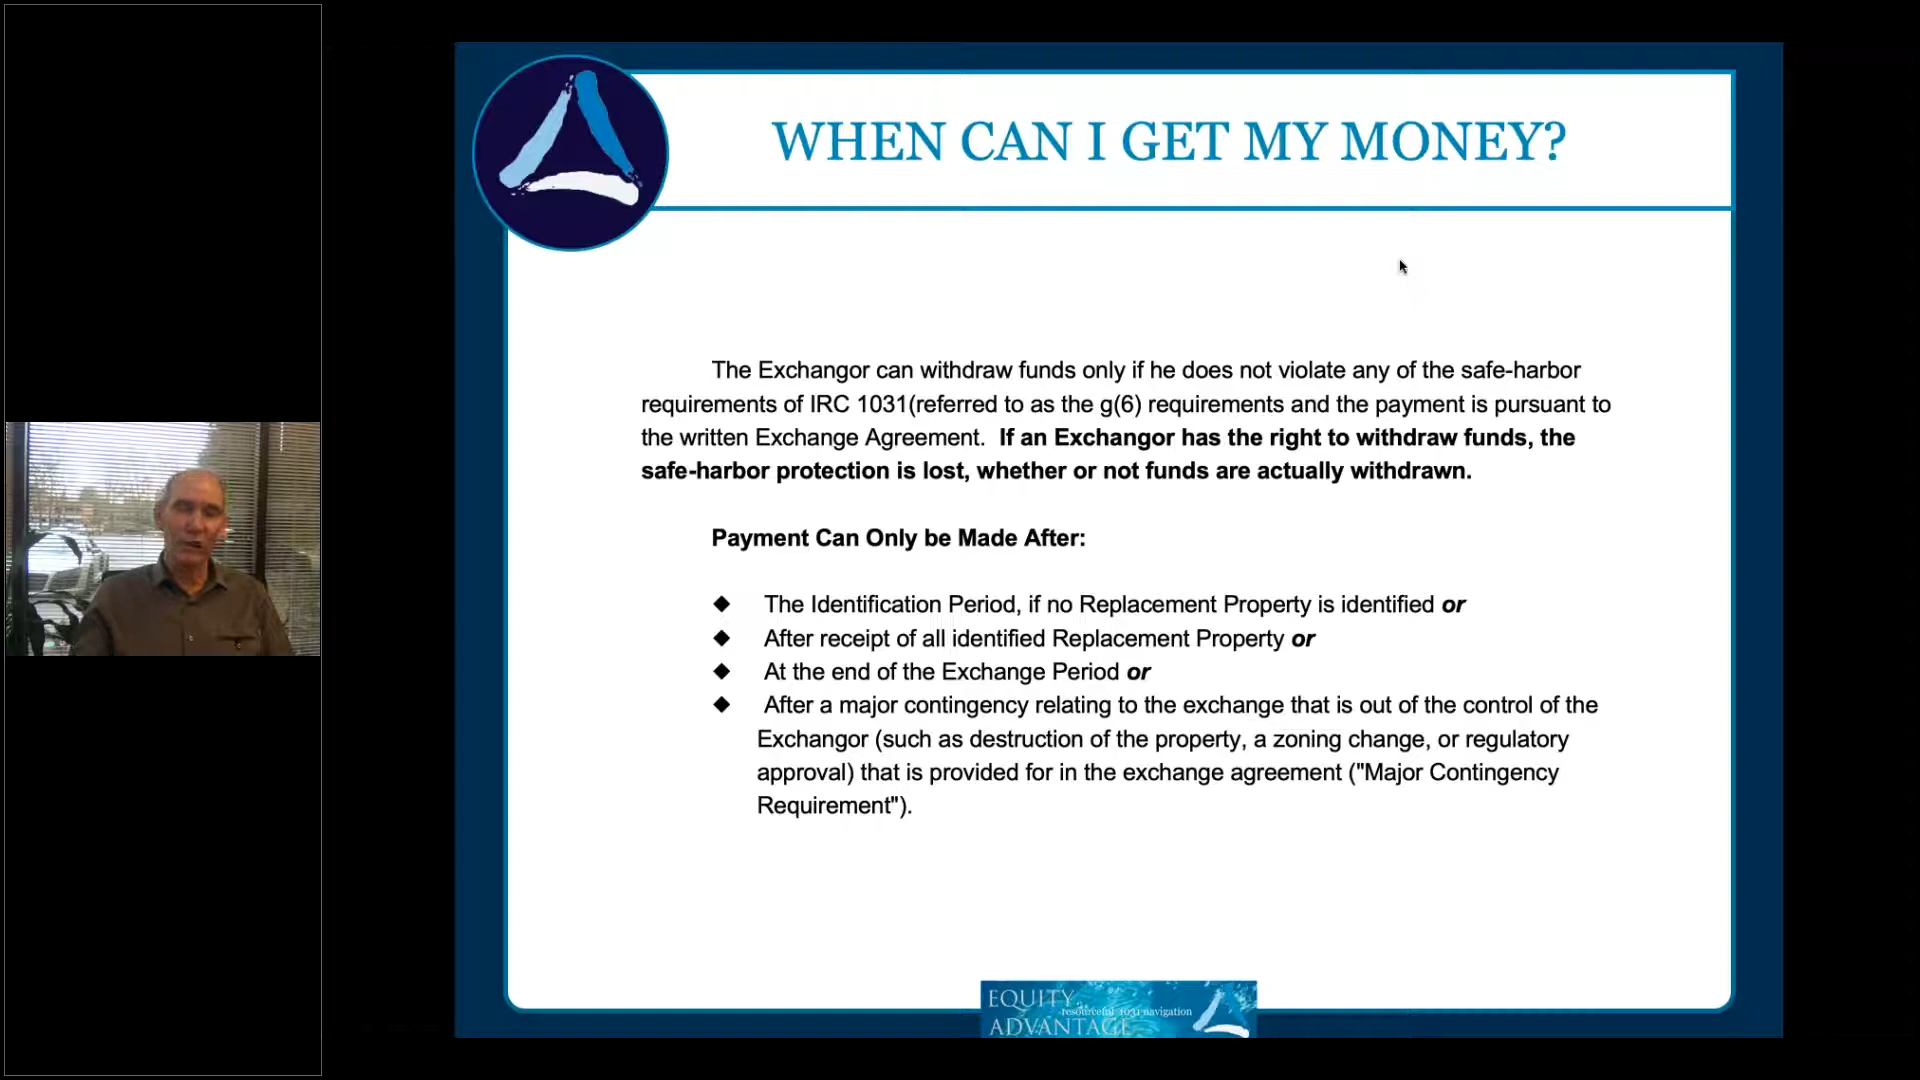 WHEN CAN I GET MY MONEY?
The Exchangor can withdraw funds only if he does not violate any of the safe-harbor
requirements of IRC 1031(referred to as the g(6) requirements and the payment is pursuant to
the written Exchange Agreement. If an Exchangor has the right to withdraw funds, the
safe-harbor protection is lost, whether or not funds are actually withdrawn.
Payment Can Only be Made After:
◆ The Identification Period, if no Replacement Property is identified or
◆ After receipt of all identified Replacement Property or
◆ At the end of the Exchange Period or
◆ After a major contingency relating to the exchange that is out of the control of the
Exchangor (such as destruction of the property, a zoning change, or regulatory
approval) that is provided for in the exchange agreement ("Major Contingency
Requirement").
EQUITY
resourceful 1031 navigation
ADVANTAGE